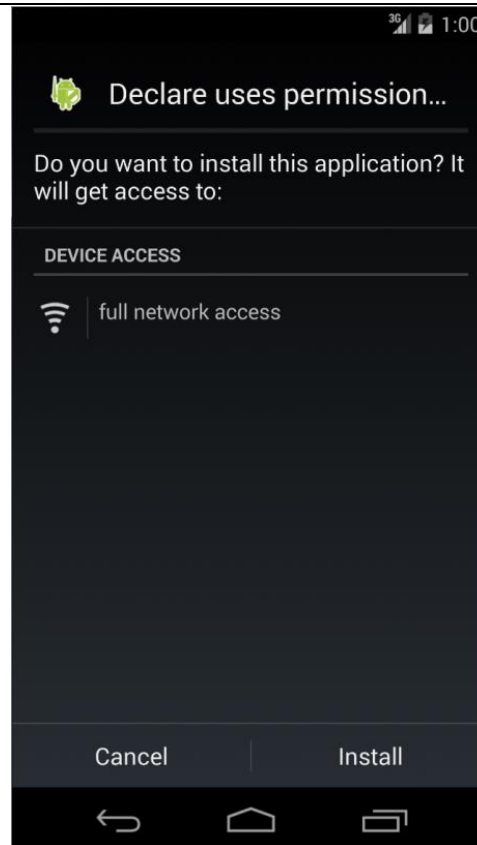 3G 1:00
Declare uses permission...
Do you want to install this application? It
will get access to:
DEVICE ACCESS
full network access
Cancel Install